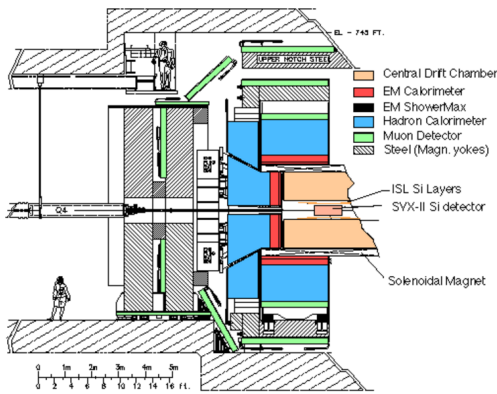 EL - 743 FT.
UPPER NOTCH STEEL
Central Drift Chamber
EM Calorimeter
EM ShowerMax
Hadron Calorimeter
Muon Detector
Steel (Magn. yokes)
ISL Si Layers
SYX-II Si detector
Q4
Solenoidal Magnet
0 1m 2m 3m 4m 5m
0 2 4 6 8 10 12 14 16 ft.